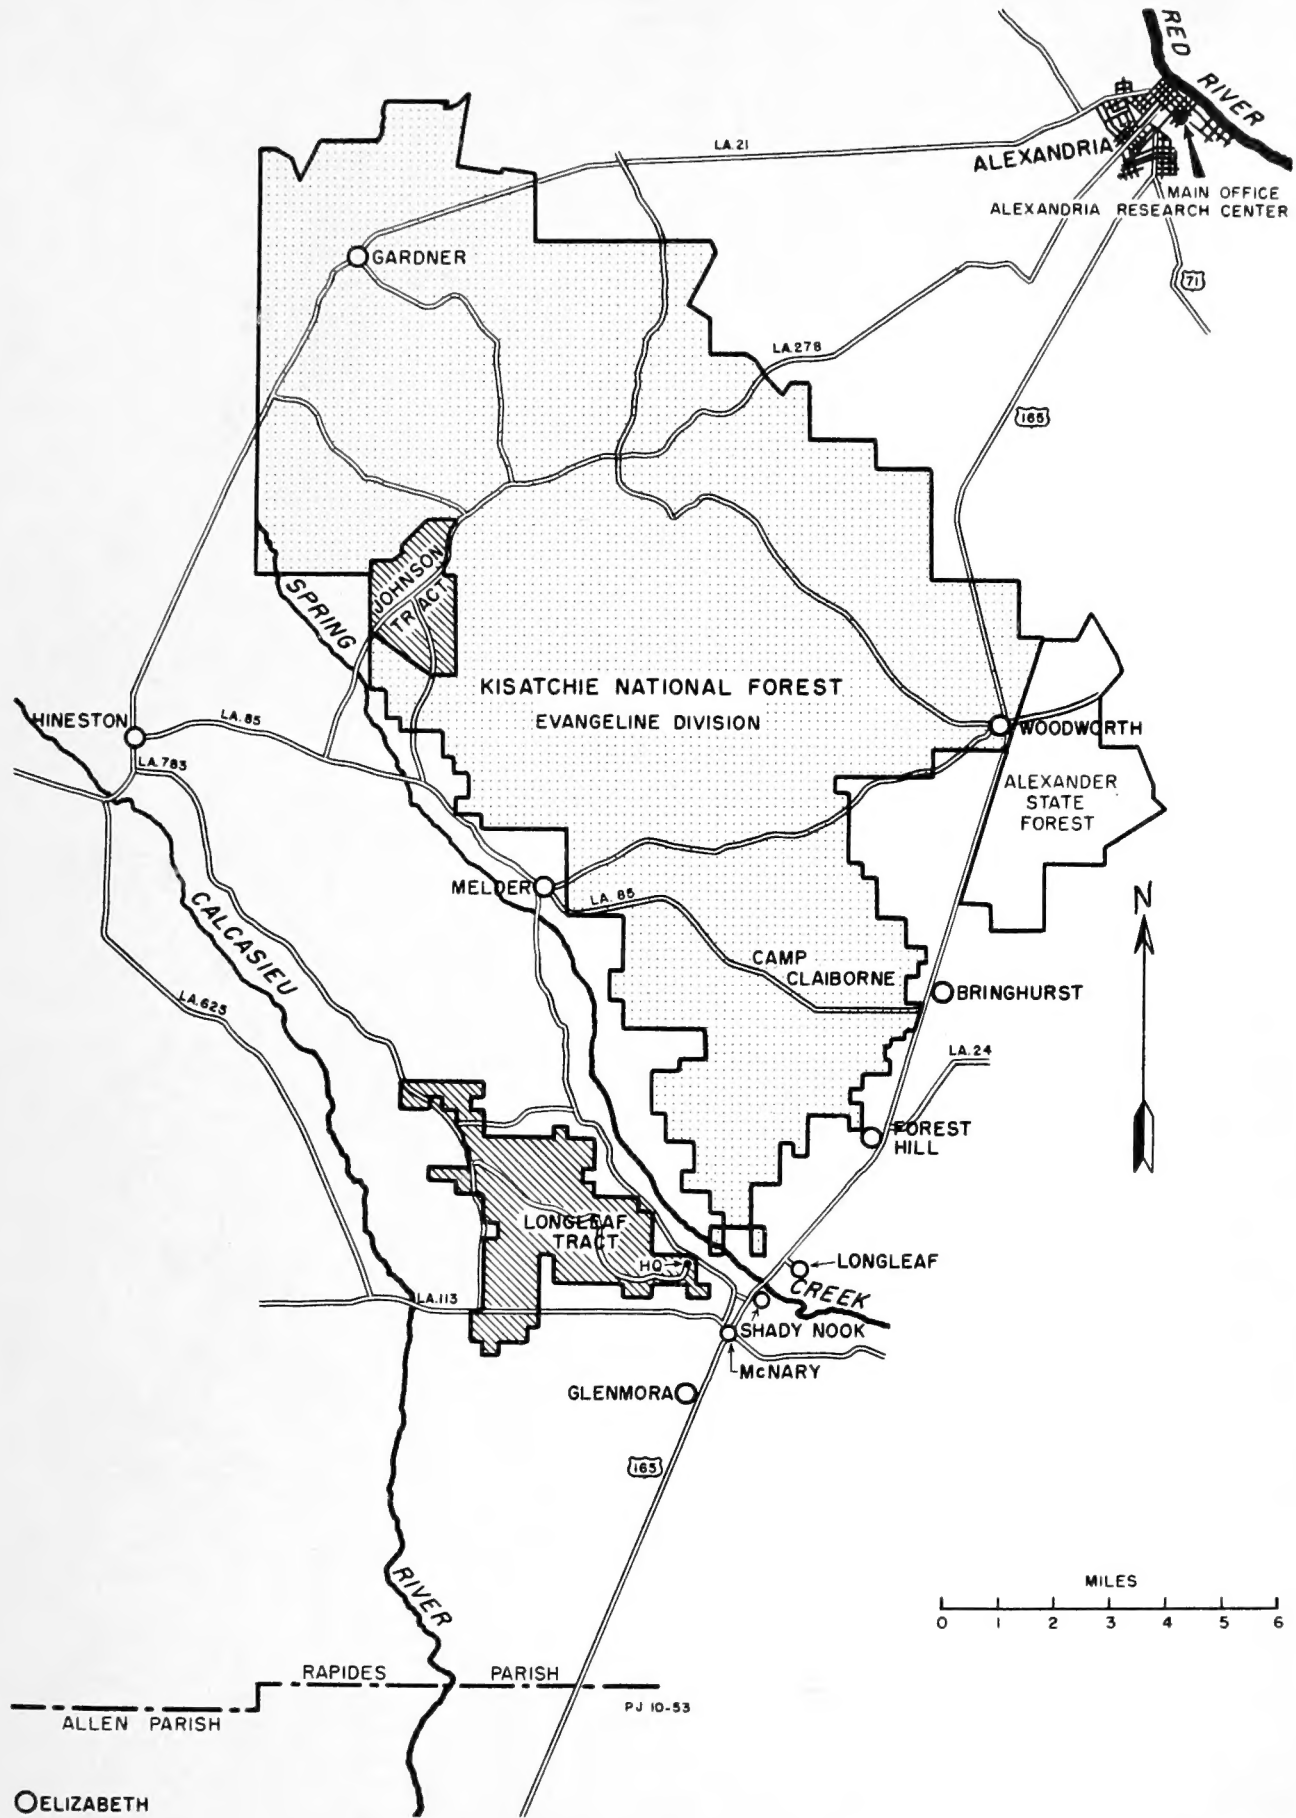 RED RIVER
LA.21
ALEXANDRIA
MAIN OFFICE
ALEXANDRIA RESEARCH CENTER
GARDNER
71
LA.278
165
JOHNSON
TRACT
SPRING
KISATCHIE NATIONAL FOREST
EVANGELINE DIVISION
HINESTON
LA.85
WOODWORTH
LA.783
ALEXANDER
STATE
FOREST
MELDER
LA. 85
N
CALCASIEU
CAMP
CLAIBORNE
BRINGHURST
LA.625
LA.24
FOREST
HILL
LONGLEAF
TRACT
HQ
LONGLEAF
CREEK
LA.113
SHADY NOOK
McNARY
GLENMORA
165
RIVER
MILES
0 1 2 3 4 5 6
RAPIDES PARISH
PJ 10-53
ALLEN PARISH
ELIZABETH